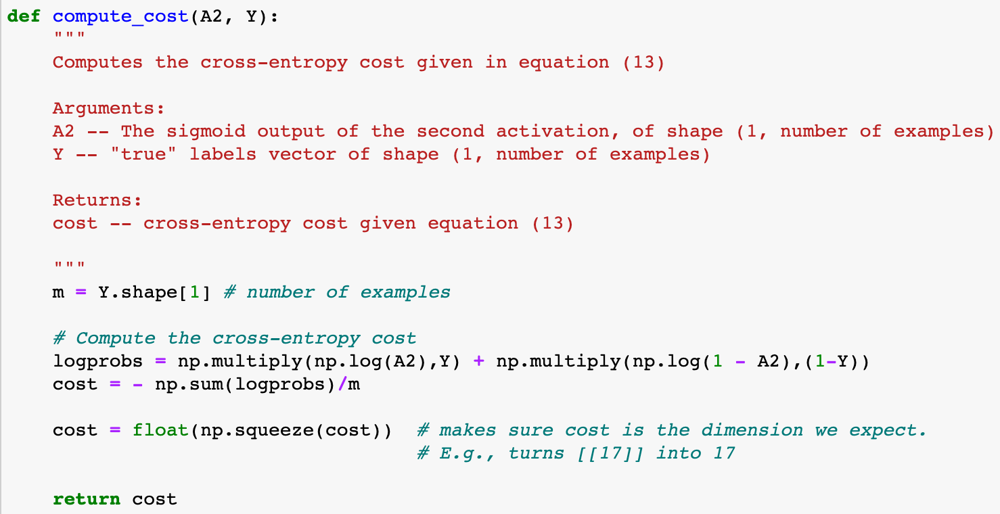 def compute_cost(A2, Y):
    """
    Computes the cross-entropy cost given in equation (13)
    
    Arguments:
    A2 -- The sigmoid output of the second activation, of shape (1, number of examples)
    Y -- "true" labels vector of shape (1, number of examples)
    
    Returns:
    cost -- cross-entropy cost given equation (13)
    
    """
    m = Y.shape[1] # number of examples
    
    # Compute the cross-entropy cost
    logprobs = np.multiply(np.log(A2),Y) + np.multiply(np.log(1 - A2),(1-Y))
    cost = - np.sum(logprobs)/m
    
    cost = float(np.squeeze(cost))  # makes sure cost is the dimension we expect.
                                    # E.g., turns [[17]] into 17
    
    return cost